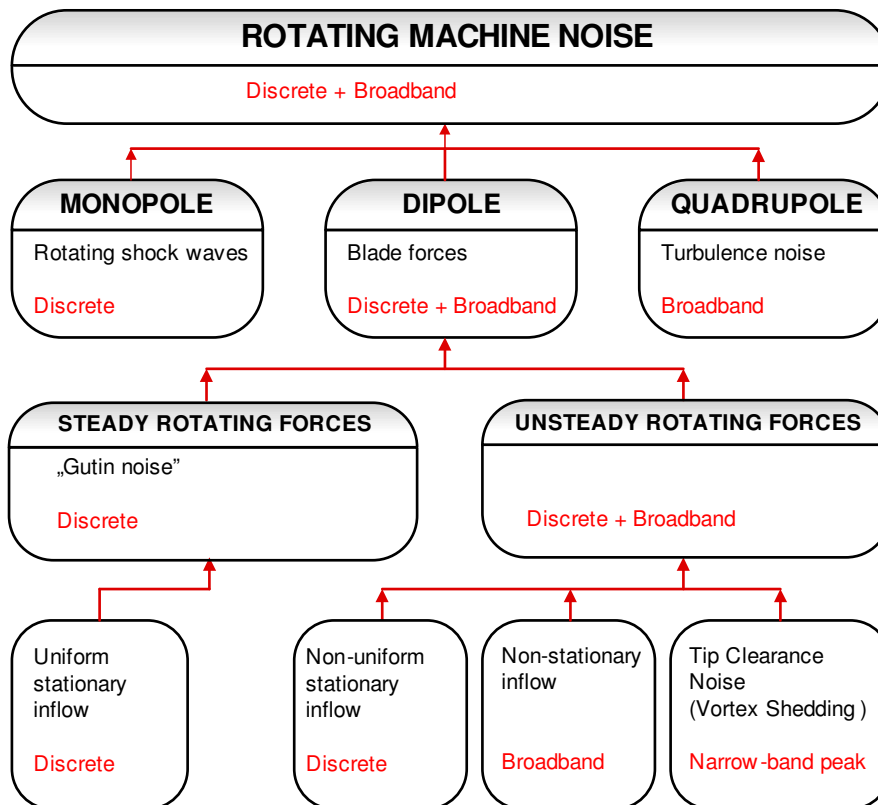 ROTATING MACHINE NOISE
Discrete + Broadband
MONOPOLE
Rotating shock waves
Discrete
DIPOLE
Blade forces
Discrete + Broadband
QUADRUPOLE
Turbulence noise
Broadband
STEADY ROTATING FORCES
„Gutin noise”
Discrete
UNSTEADY ROTATING FORCES
Discrete + Broadband
Uniform
stationary
inflow
Discrete
Non-uniform
stationary
inflow
Discrete
Non-stationary
inflow
Broadband
Tip Clearance
Noise
(Vortex Shedding )
Narrow-band peak